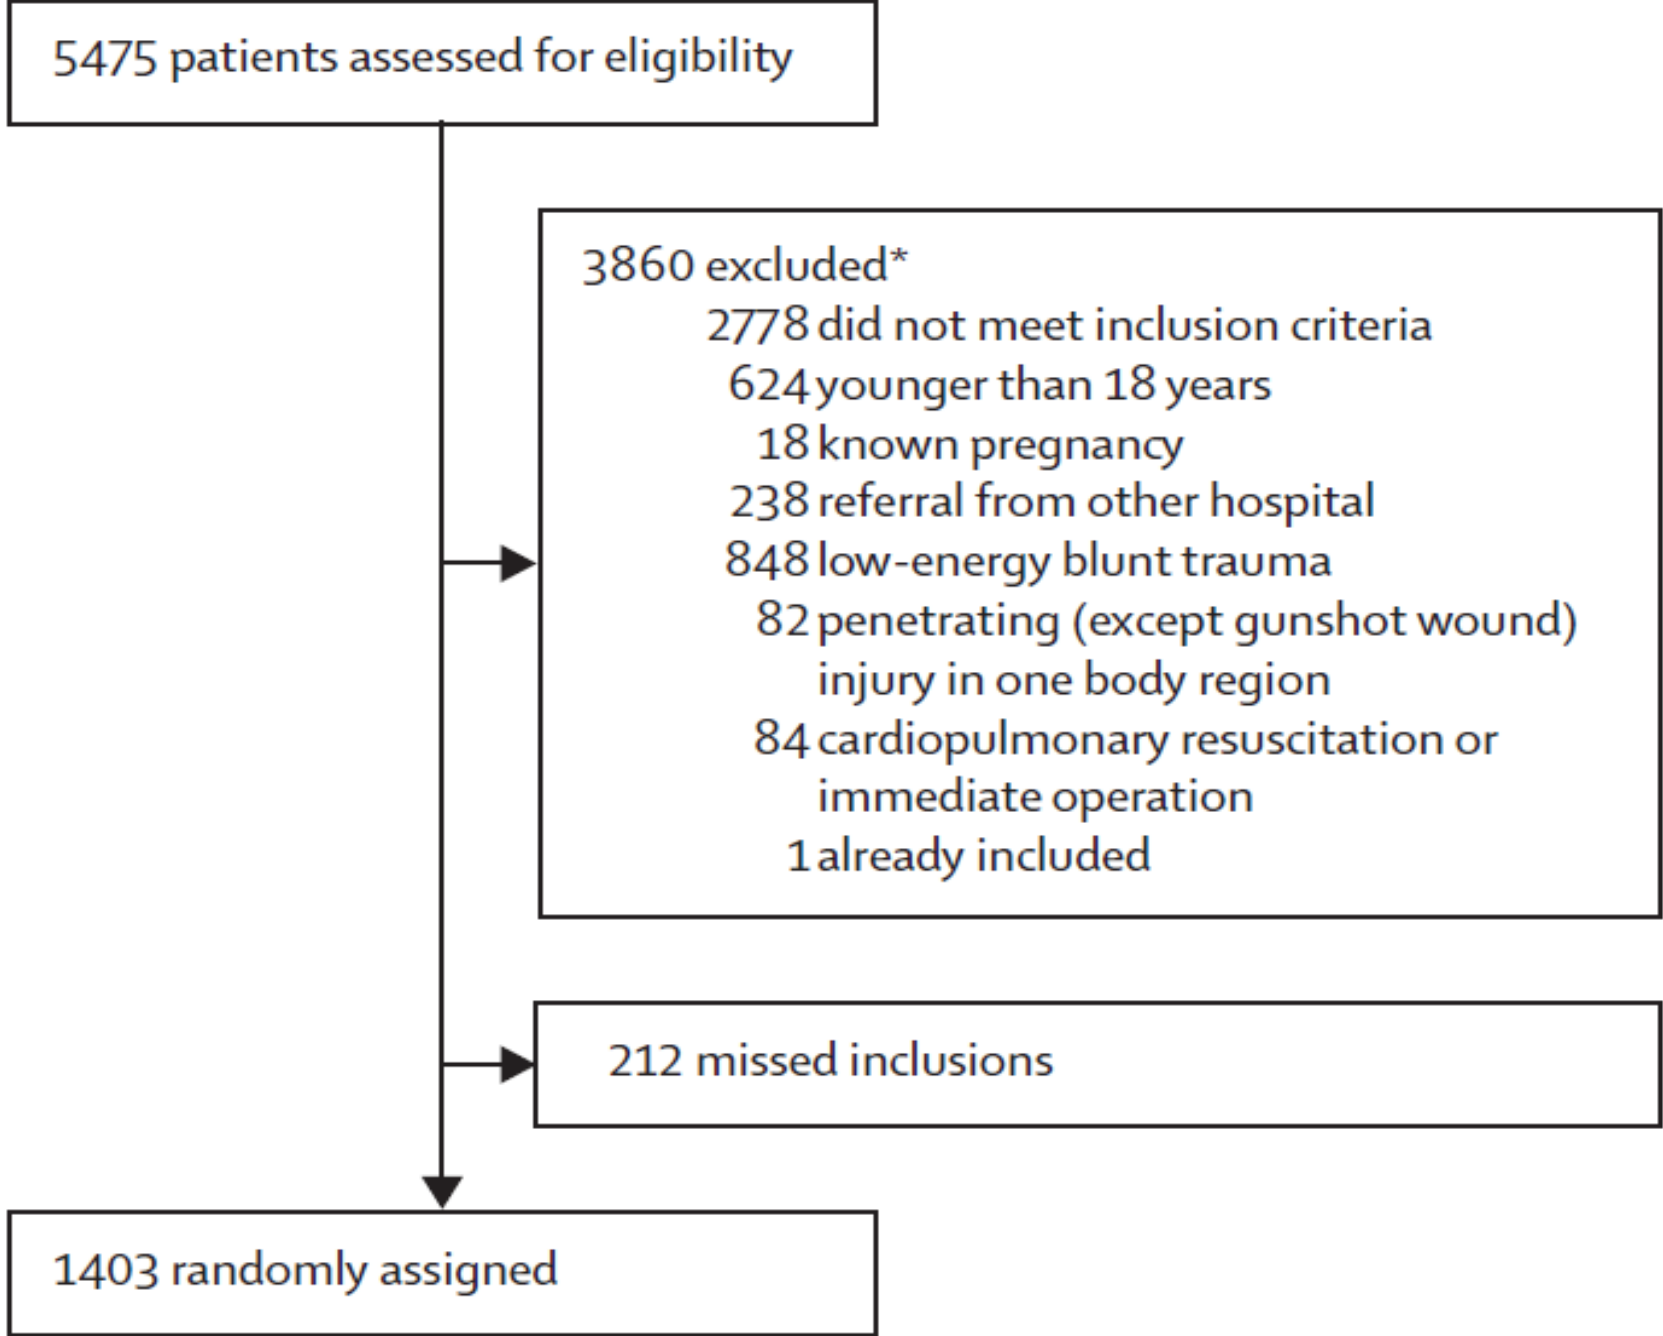 5475 patients assessed for eligibility
3860 excluded*
2778 did not meet inclusion criteria
624 younger than 18 years
18 known pregnancy
238 referral from other hospital
848 low-energy blunt trauma
82 penetrating (except gunshot wound)
injury in one body region
84 cardiopulmonary resuscitation or
immediate operation
1 already included
212 missed inclusions
1403 randomly assigned